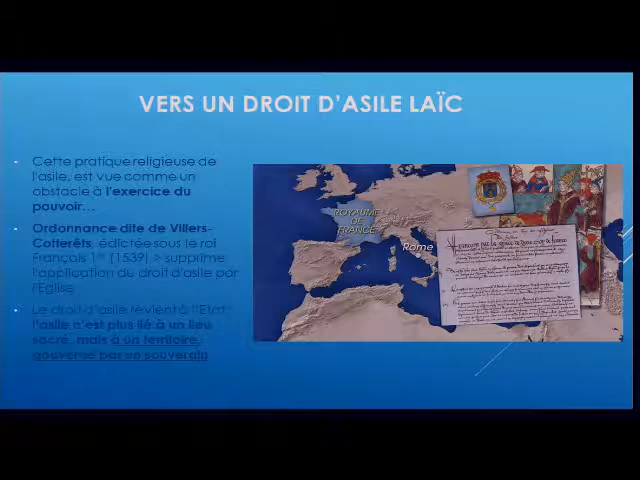 VERS UN DROIT D'ASILE LAÏC
• Cette pratique religieuse de
l'asile, est vue comme un
obstacle à l'exercice du
pouvoir…
• Ordonnance dite de Villers-
Cotterêts, édictée sous le roi
François 1er (1539) > supprime
l'application du droit d'asile par
l'Eglise
• Le droit d'asile revient à l'Etat :
l'asile n'est plus lié à un lieu
sacré, mais à un territoire,
gouverné par un souverain
ROYAUME
DE
FRANCE
Rome